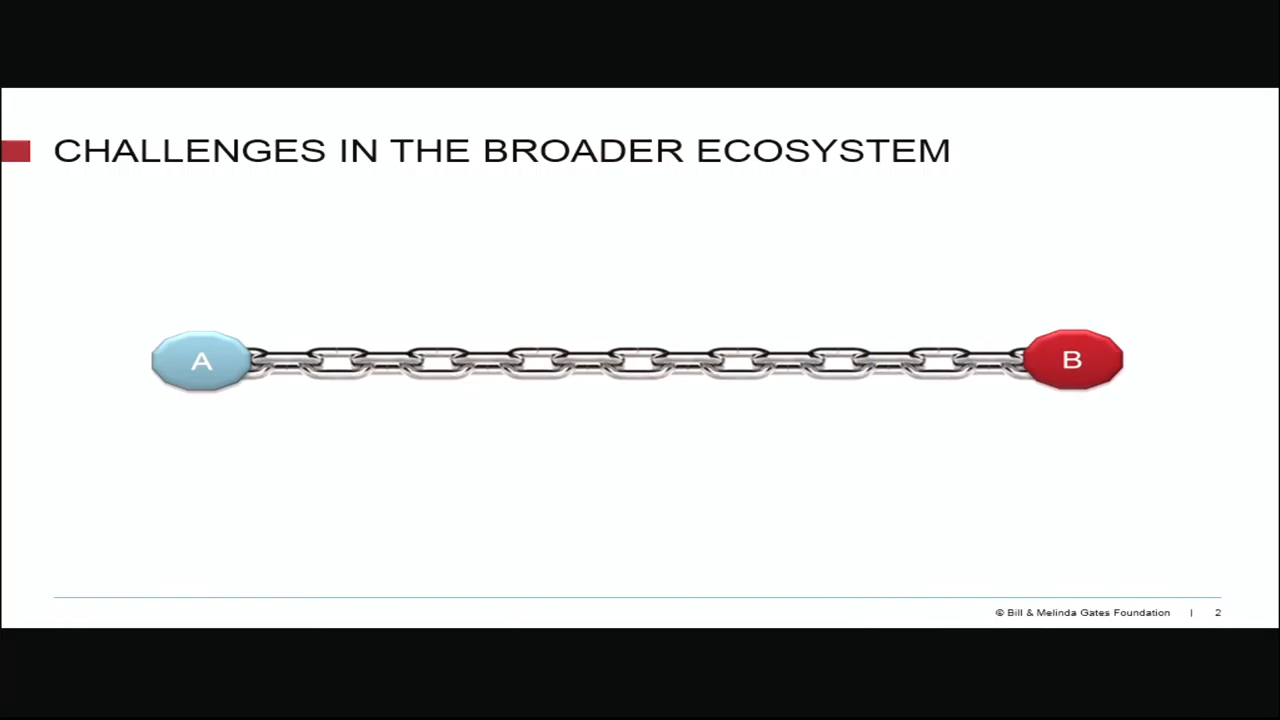 CHALLENGES IN THE BROADER ECOSYSTEM
A
B
© Bill & Melinda Gates Foundation | 2